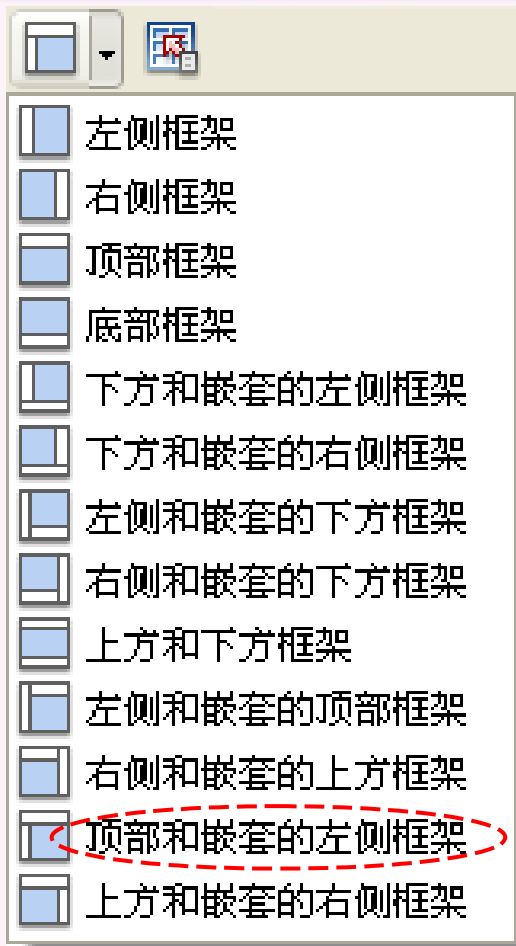 左侧框架
右侧框架
顶部框架
底部框架
下方和嵌套的左侧框架
下方和嵌套的右侧框架
左侧和嵌套的下方框架
右侧和嵌套的下方框架
上方和下方框架
左侧和嵌套的顶部框架
右侧和嵌套的上方框架
顶部和嵌套的左侧框架
上方和嵌套的右侧框架